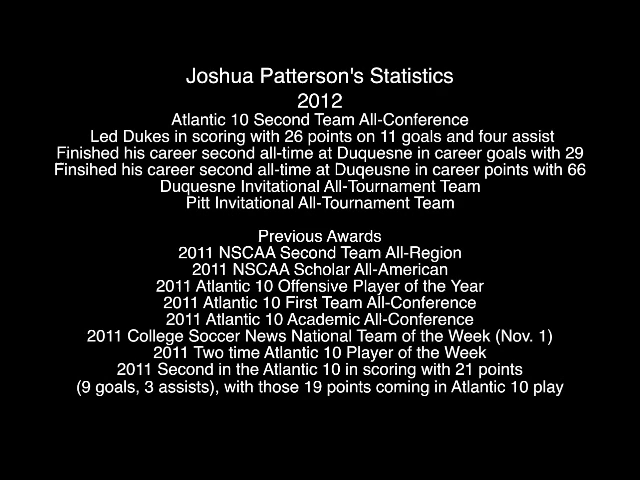 Joshua Patterson's Statistics
2012
Atlantic 10 Second Team All-Conference
Led Dukes in scoring with 26 points on 11 goals and four assist
Finished his career second all-time at Duquesne in career goals with 29
Finsihed his career second all-time at Duqeusne in career points with 66
Duquesne Invitational All-Tournament Team
Pitt Invitational All-Tournament Team
Previous Awards
2011 NSCAA Second Team All-Region
2011 NSCAA Scholar All-American
2011 Atlantic 10 Offensive Player of the Year
2011 Atlantic 10 First Team All-Conference
2011 Atlantic 10 Academic All-Conference
2011 College Soccer News National Team of the Week (Nov. 1)
2011 Two time Atlantic 10 Player of the Week
2011 Second in the Atlantic 10 in scoring with 21 points
(9 goals, 3 assists), with those 19 points coming in Atlantic 10 play